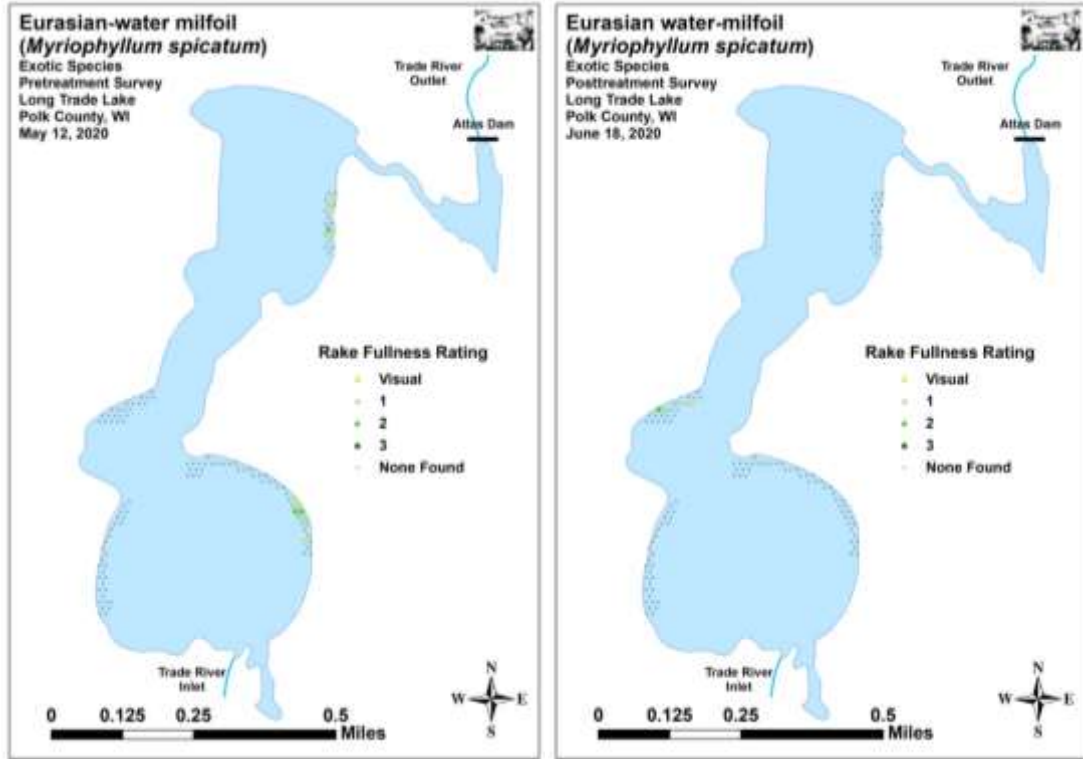 Eurasian-water milfoil
(Myriophyllum spicatum)
Exotic Species
Pretreatment Survey
Long Trade Lake
Polk County, WI
May 12, 2020
Trade River
Outlet
Atlas Dam
Rake Fullness Rating
Visual
1
2
3
None Found
Trade River
Inlet
N
W E
S
0 0.125 0.25 0.5
Miles
Eurasian water-milfoil
(Myriophyllum spicatum)
Exotic Species
Posttreatment Survey
Long Trade Lake
Polk County, WI
June 18, 2020
Trade River
Outlet
Atlas Dam
Rake Fullness Rating
Visual
1
2
3
None Found
Trade River
Inlet
N
W E
S
0 0.125 0.25 0.5
Miles